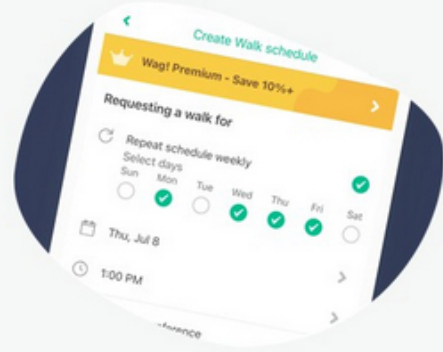 Create Walk schedule
Wag! Premium - Save 10%+
Requesting a walk for
Repeat schedule weekly
Select days
Sun Mon Tue Wed Thu Fri Sat
Thu, Jul 8
1:00 PM